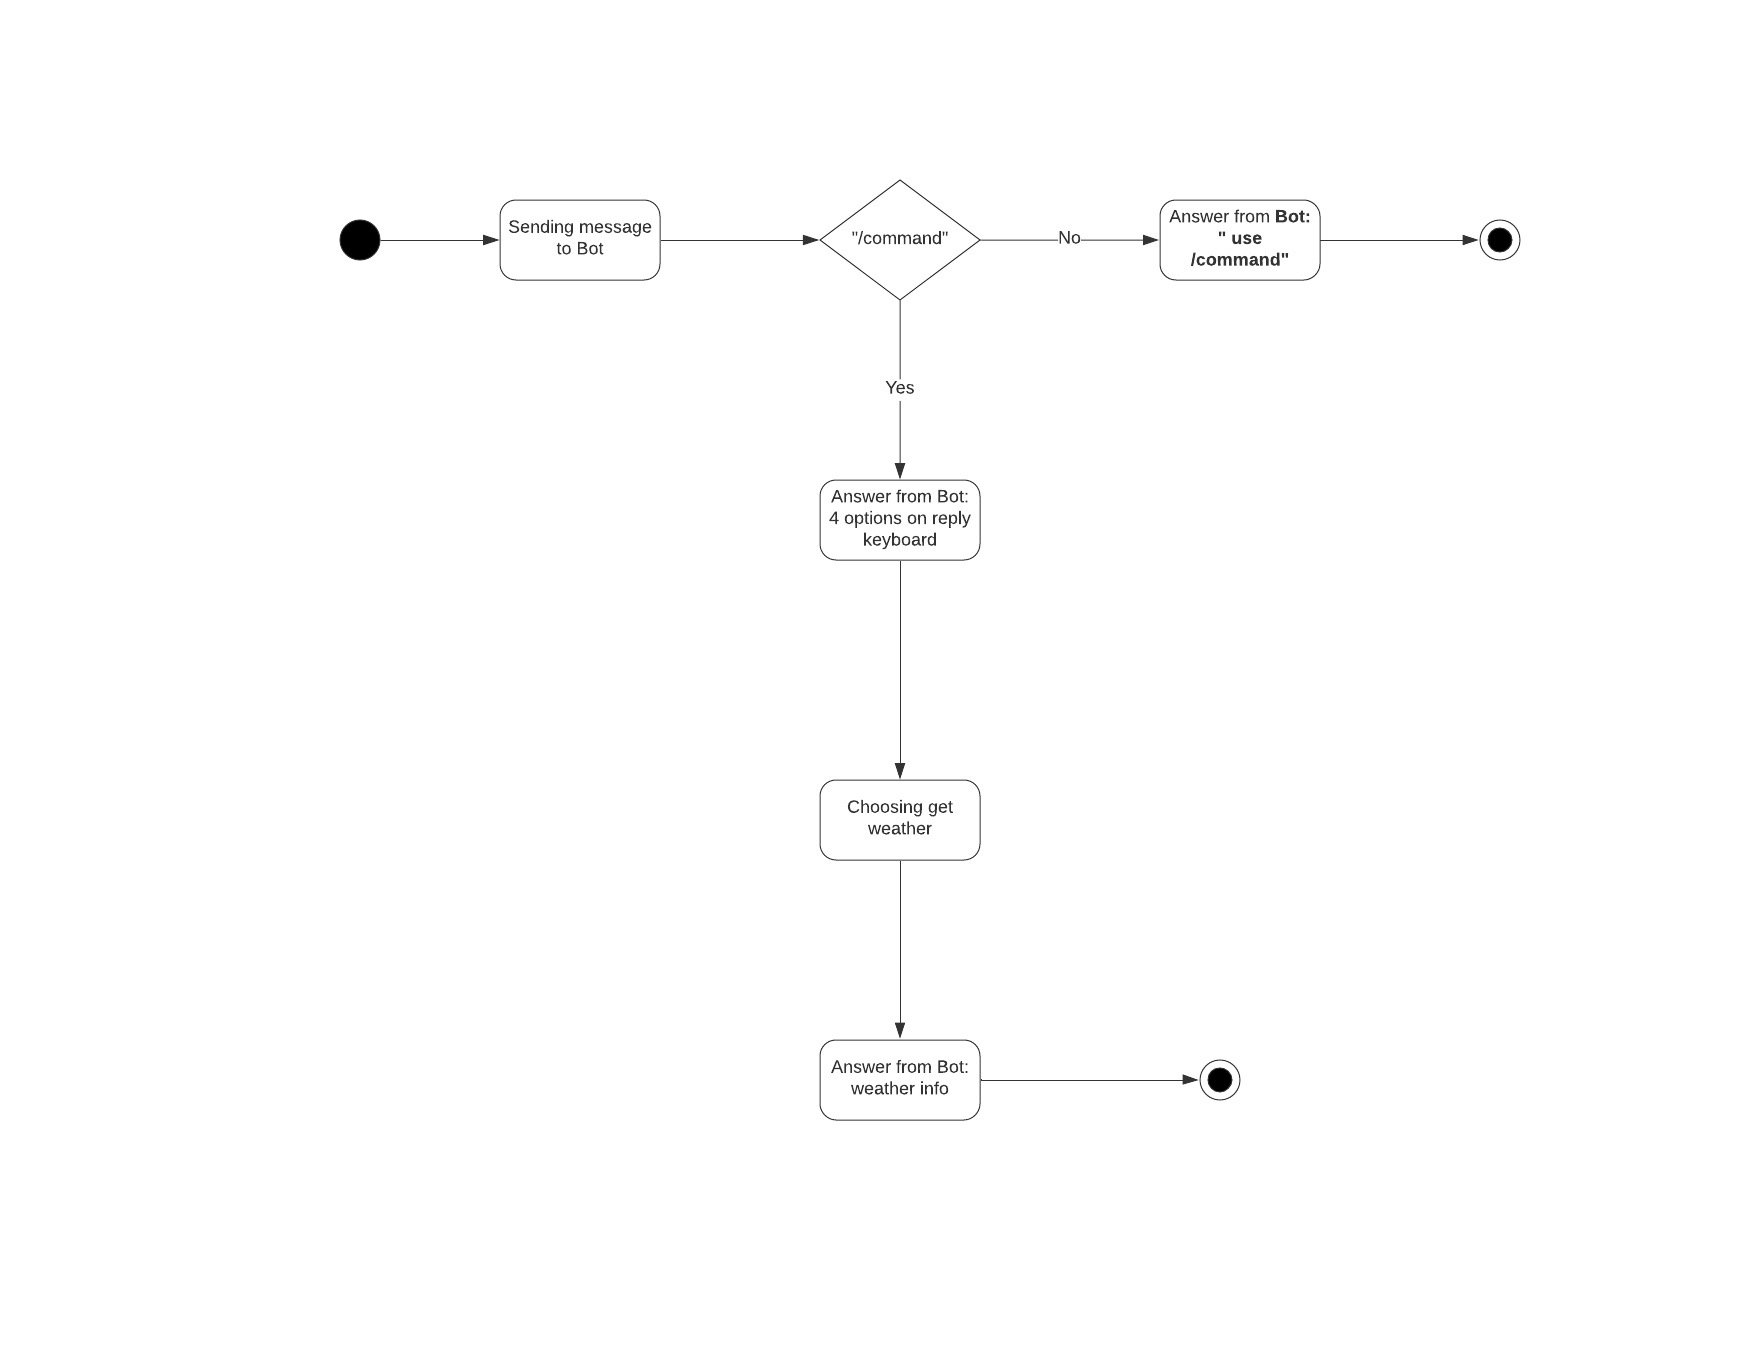 Sending message
to Bot
"/command"
No
Answer from Bot:
" use
/command"
Yes
Answer from Bot:
4 options on reply
keyboard
Choosing get
weather
Answer from Bot:
weather info